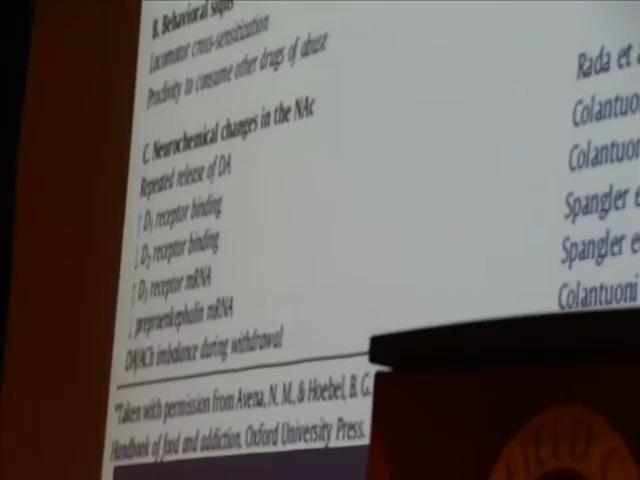 B. Behavioral signs
Locomotor cross-sensitization
Proclivity to consume other drugs of abuse
Rada et
C. Neurochemical changes in the NAc
Colantuo
Repeated release of DA
Colantuon
↑ D₁ receptor binding
Spangler e
↓ D₂ receptor binding
Spangler e
↑ D₃ receptor mRNA
Colantuoni
↓ preproenkephalin mRNA
DA/ACh imbalance during withdrawal
*Taken with permission from Avena, N. M., & Hoebel, B. G.
Handbook of food and addiction, Oxford University Press.
FIELD C